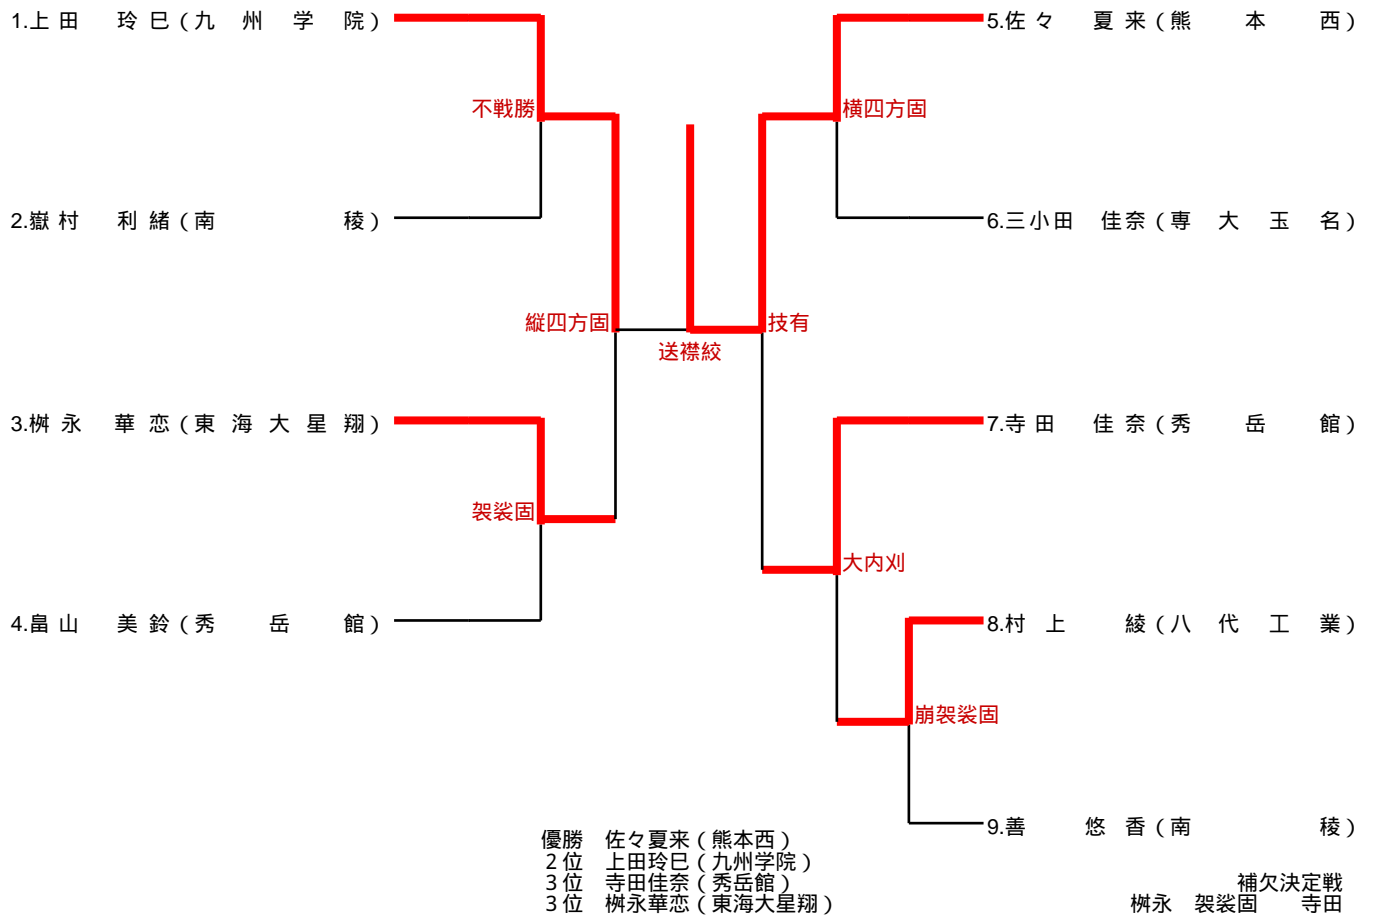 1.上田 玲巳(九州学院)
5.佐々 夏来(熊本西)
不戦勝
横四方固
2.嶽村 利緒(南稜)
6.三小田 佳奈(専大玉名)
縦四方固
技有
送襟絞
3.桝永 華恋(東海大星翔)
7.寺田 佳奈(秀岳館)
袈裟固
大内刈
4.畠山 美鈴(秀岳館)
8.村上 綾(八代工業)
崩袈裟固
9.善 悠香(南稜)
優勝 佐々夏来(熊本西)
2位 上田玲巳(九州学院)
3位 寺田佳奈(秀岳館)
補欠決定戦
3位 桝永華恋(東海大星翔)
桝永 袈裟固 寺田